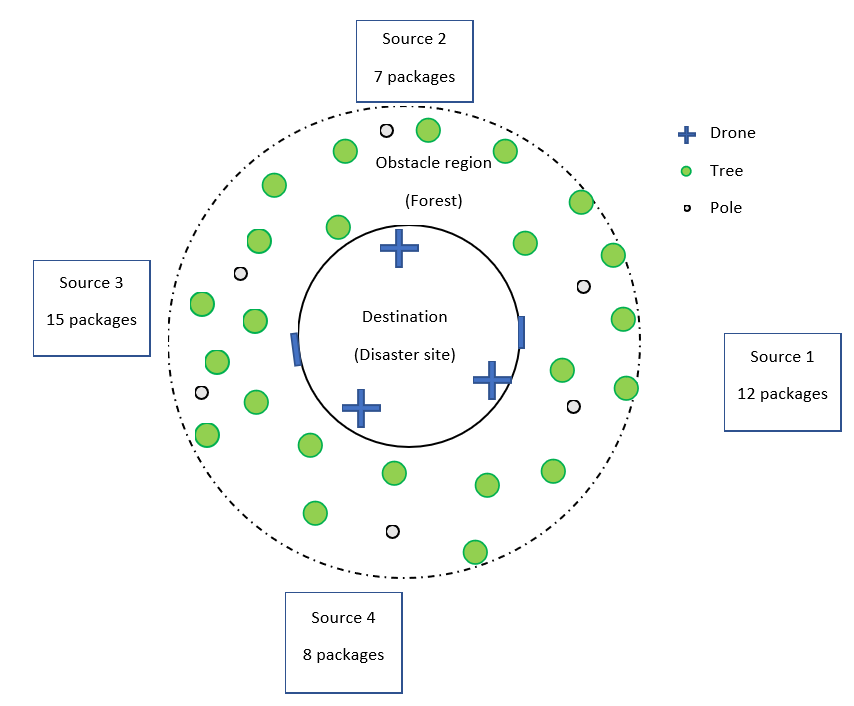 Source 2
7 packages
Drone
Obstacle region
Tree
(Forest)
Pole
Source 3
15 packages
Destination
(Disaster site)
Source 1
12 packages
Source 4
8 packages